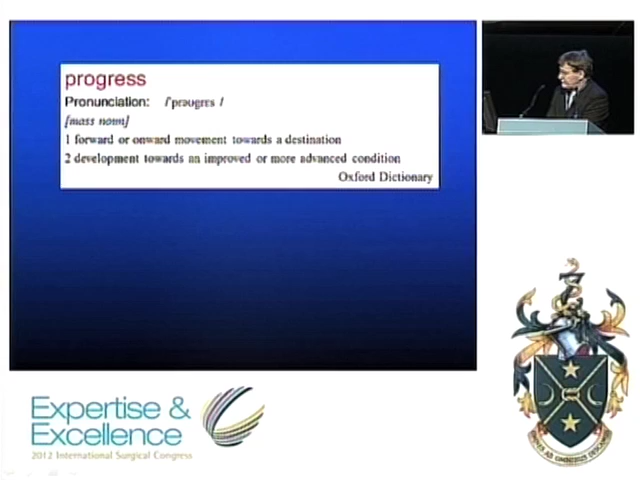 progress
Pronunciation: /ˈprəʊɡrɛs /
[mass noun]
1 forward or onward movement towards a destination
2 development towards an improved or more advanced condition
Oxford Dictionary
Expertise &
Excellence
2012 International Surgical Congress